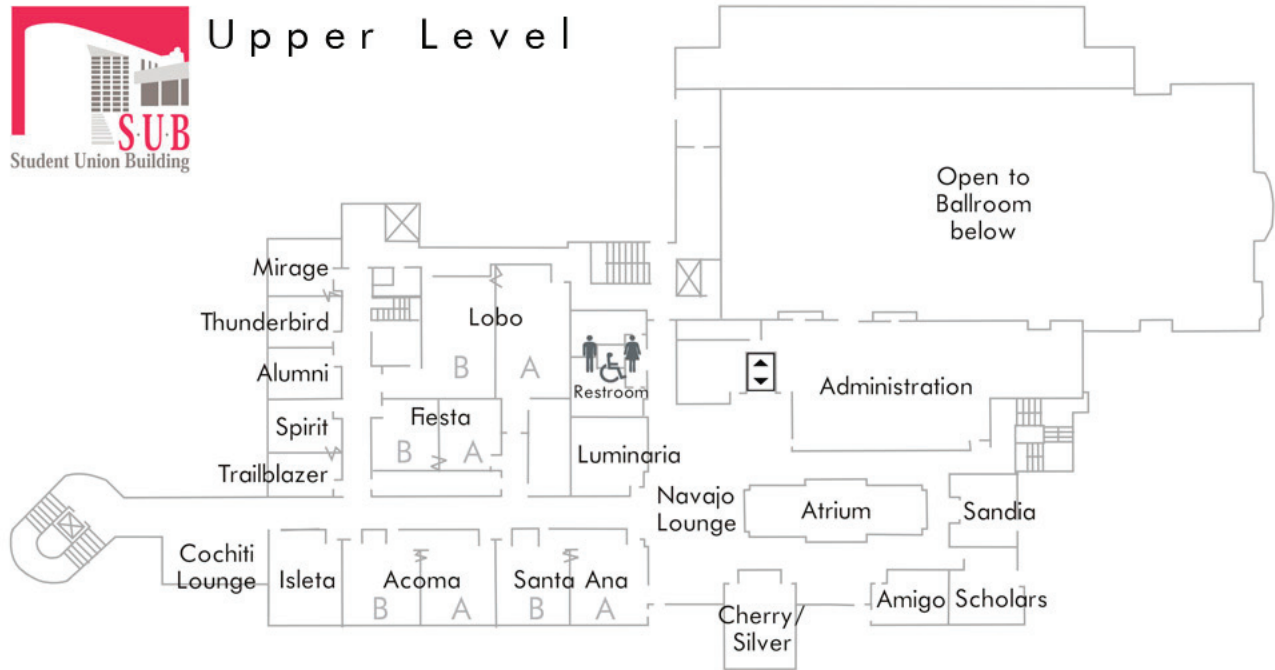 Upper Level
S·U·B
Student Union Building
Open to
Ballroom
below
Mirage
Thunderbird
Lobo
B
A
Alumni
Restroom
Administration
Fiesta
B
A
Spirit
Luminaria
Trailblazer
Navajo
Lounge
Atrium
Sandia
Cochiti
Lounge
Isleta
Acoma
B
A
Santa Ana
B
A
Cherry/
Silver
Amigo
Scholars